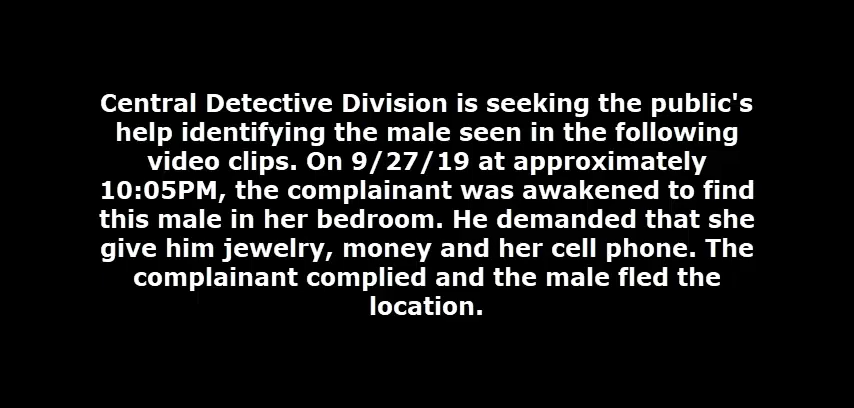 Central Detective Division is seeking the public's
help identifying the male seen in the following
video clips. On 9/27/19 at approximately
10:05PM, the complainant was awakened to find
this male in her bedroom. He demanded that she
give him jewelry, money and her cell phone. The
complainant complied and the male fled the
location.